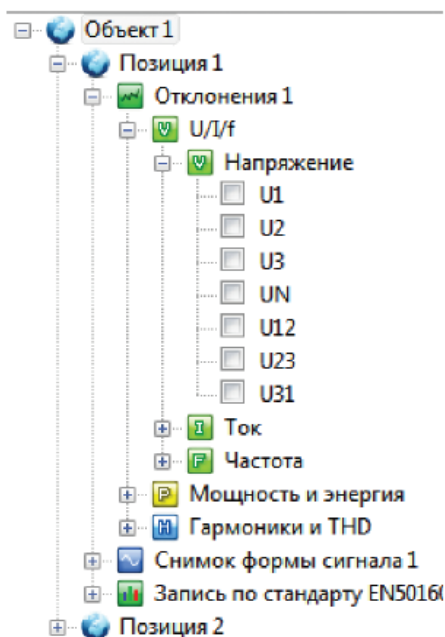 Объект 1
Позиция 1
Отклонения 1
U/I/f
Напряжение
U1
U2
U3
UN
U12
U23
U31
Ток
Частота
Мощность и энергия
Гармоники и THD
Снимок формы сигнала 1
Запись по стандарту EN50160
Позиция 2